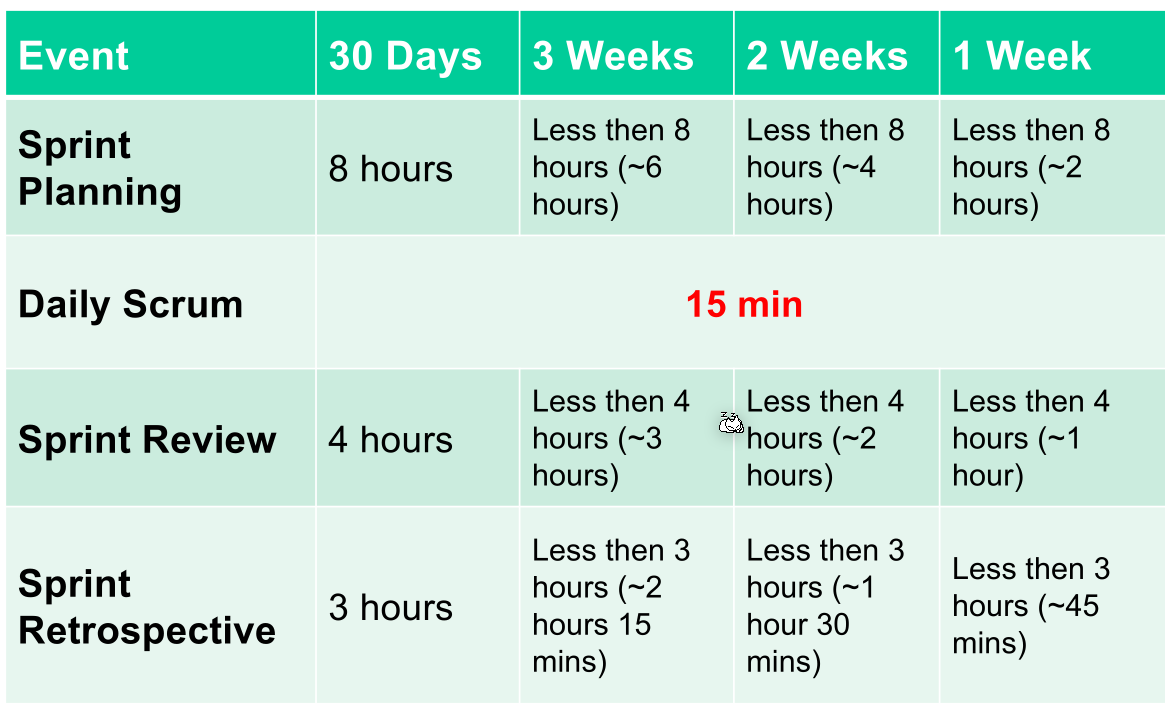 Event
30 Days
3 Weeks
2 Weeks
1 Week
Sprint
Planning
8 hours
Less then 8
hours (~6
hours)
Less then 8
hours (~4
hours)
Less then 8
hours (~2
hours)
Daily Scrum
15 min
Sprint Review
4 hours
Less then 4
hours (~3
hours)
Less then 4
hours (~2
hours)
Less then 4
hours (~1
hour)
Sprint
Retrospective
3 hours
Less then 3
hours (~2
hours 15
mins)
Less then 3
hours (~1
hour 30
mins)
Less then 3
hours (~45
mins)